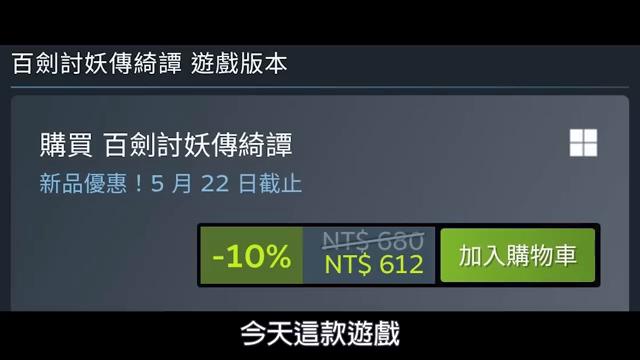 百劍討妖傳綺譚 遊戲版本
購買 百劍討妖傳綺譚
新品優惠！5 月 22 日截止
-10%
NT$ 680
NT$ 612
加入購物車
今天這款遊戲